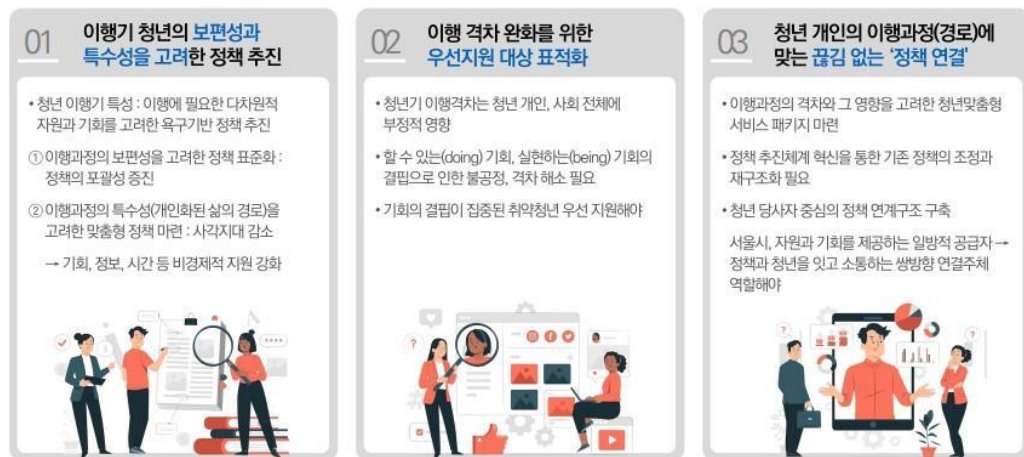 01
이행기 청년의 보편성과
특수성을 고려한 정책 추진
• 청년 이행기 특성 : 이행에 필요한 다차원적
자원과 기회를 고려한 욕구기반 정책 추진
① 이행과정의 보편성을 고려한 정책 표준화 :
정책의 포괄성 증진
② 이행과정의 특수성(개인화된 삶의 경로)을
고려한 맞춤형 정책 마련 : 사각지대 감소
→ 기회, 정보, 시간 등 비경제적 지원 강화
02
이행 격차 완화를 위한
우선지원 대상 표적화
• 청년기 이행격차는 청년 개인, 사회 전체에
부정적 영향
• 할 수 있는(doing) 기회, 실현하는(being) 기회의
결핍으로 인한 불공정, 격차 해소 필요
• 기회의 결핍이 집중된 취약청년 우선 지원해야
03
청년 개인의 이행과정(경로)에
맞는 끊김 없는 ‘정책 연결’
• 이행과정의 격차와 그 영향을 고려한 청년맞춤형
서비스 패키지 마련
• 정책 추진체계 혁신을 통한 기존 정책의 조정과
재구조화 필요
• 청년 당사자 중심의 정책 연계구조 구축
서울시, 자원과 기회를 제공하는 일방적 공급자 →
정책과 청년을 잇고 소통하는 쌍방향 연결주체
역할해야